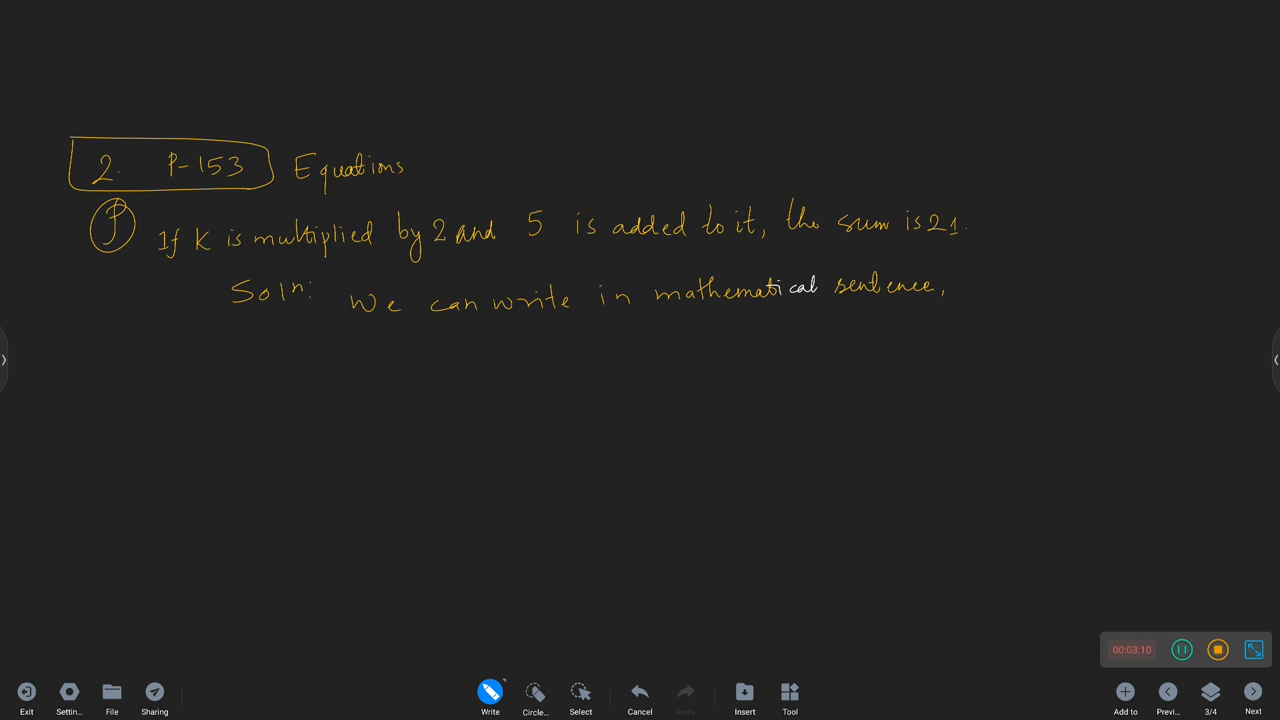 2. P-153 Equations
P If K is multiplied by 2 and 5 is added to it, the sum is 21.
Solⁿ: We can write in mathematical sentence,
00:03:10
Exit Settin... File Sharing Write Circle... Select Cancel Redo Insert Tool Add to Previ... 3/4 Next